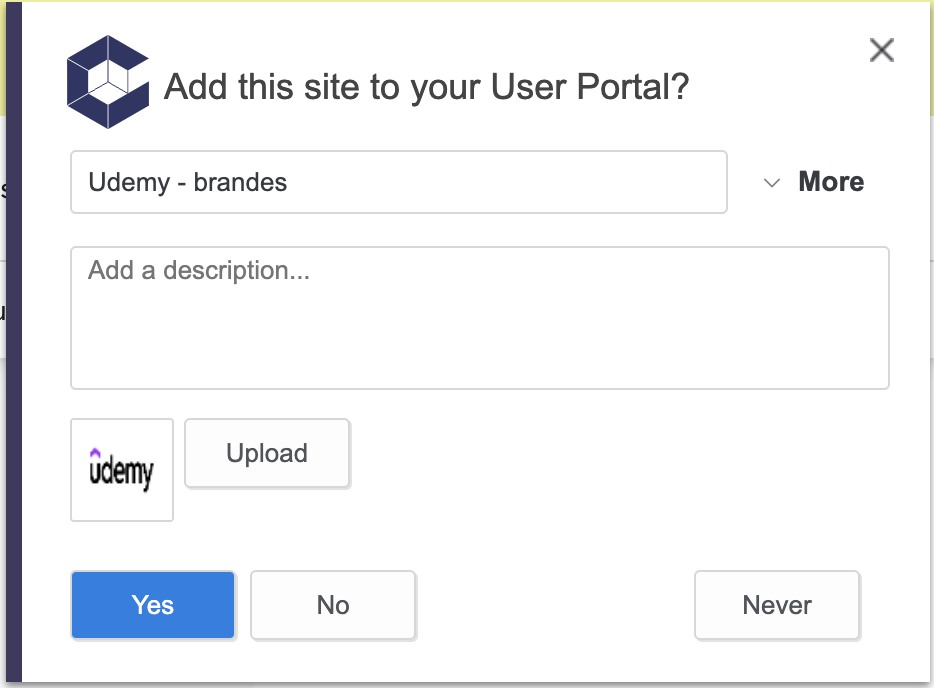 Add this site to your User Portal?
Udemy - brandes
More
Add a description...
udemy
Upload
Yes
No
Never